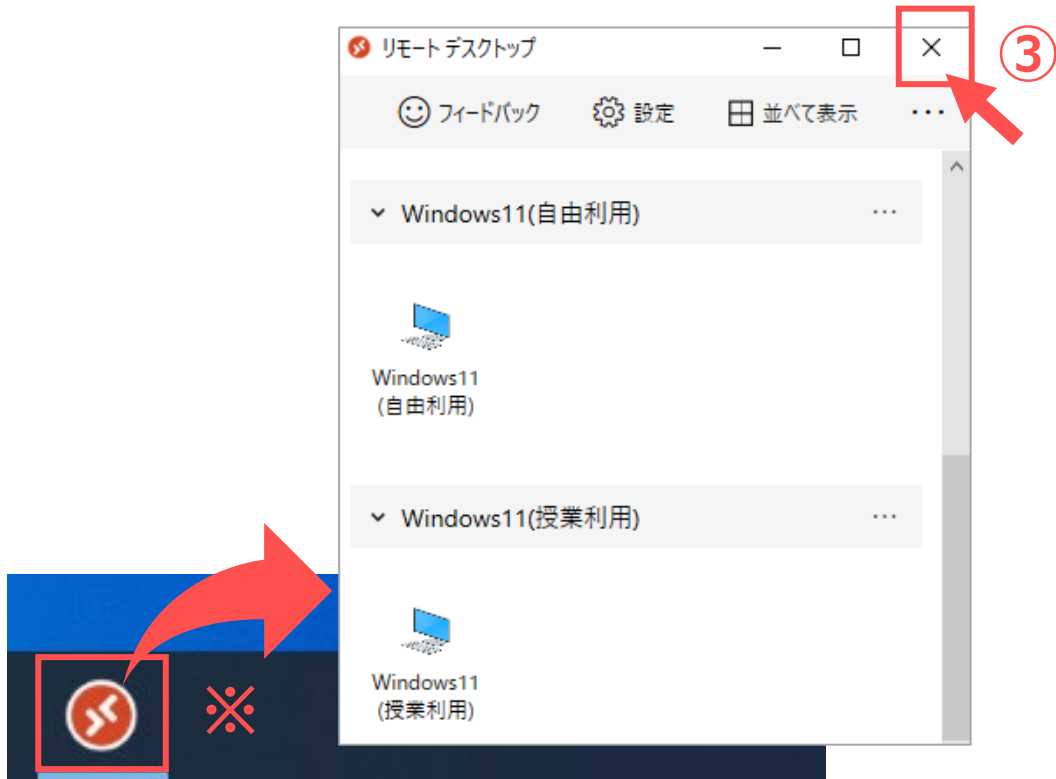 リモート デスクトップ
③
フィードバック 設定 並べて表示 ···
Windows11(自由利用) ···
Windows11
(自由利用)
Windows11(授業利用) ···
Windows11
(授業利用)
※